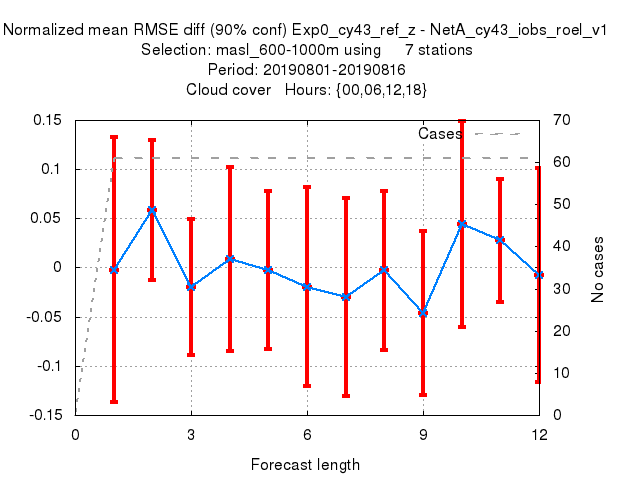 Normalized mean RMSE diff (90% conf) Exp0_cy43_ref_z - NetA_cy43_iobs_roel_v1
Selection: masl_600-1000m using 7 stations
Period: 20190801-20190816
Cloud cover Hours: {00,06,12,18}
0.15
0.1
0.05
0
-0.05
-0.1
-0.15
Cases
70
60
50
40
30
20
10
0
No cases
0
3
6
9
12
Forecast length